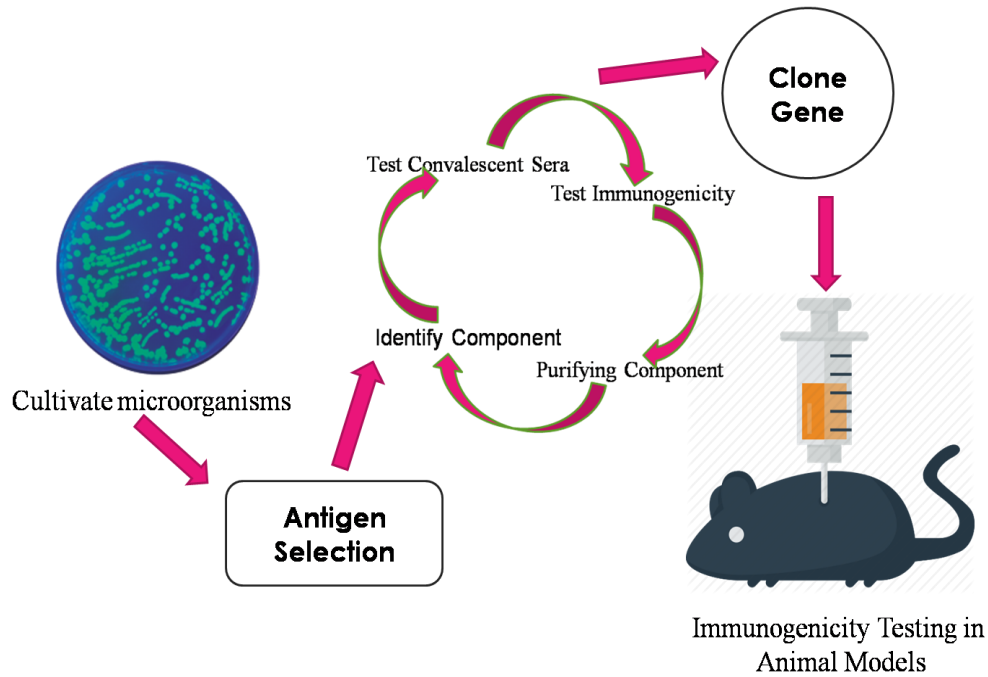 Cultivate microorganisms
Antigen
Selection
Identify Component
Test Convalescent Sera
Test Immunogenicity
Purifying Component
Clone
Gene
Immunogenicity Testing in
Animal Models